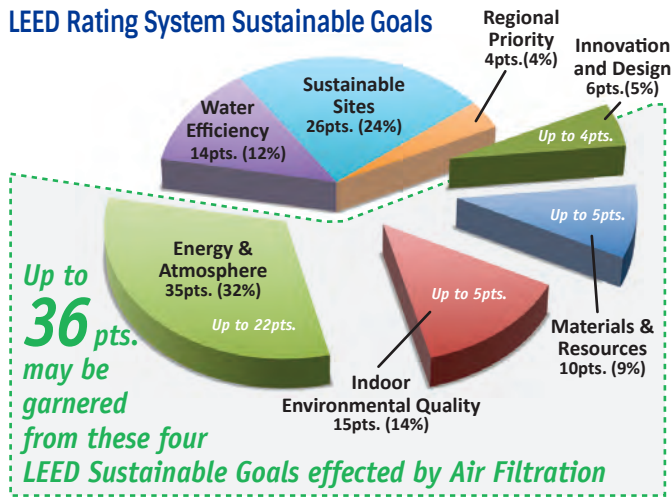 LEED Rating System Sustainable Goals
Regional
Priority
4pts.(4%)
Innovation
and Design
6pts.(5%)
Up to 4pts.
Sustainable
Sites
26pts. (24%)
Water
Efficiency
14pts. (12%)
Up to 5pts.
Materials &
Resources
10pts. (9%)
Energy &
Atmosphere
35pts. (32%)
Up to 22pts.
Up to 5pts.
Indoor
Environmental Quality
15pts. (14%)
Up to
36 pts.
may be
garnered
from these four
LEED Sustainable Goals effected by Air Filtration